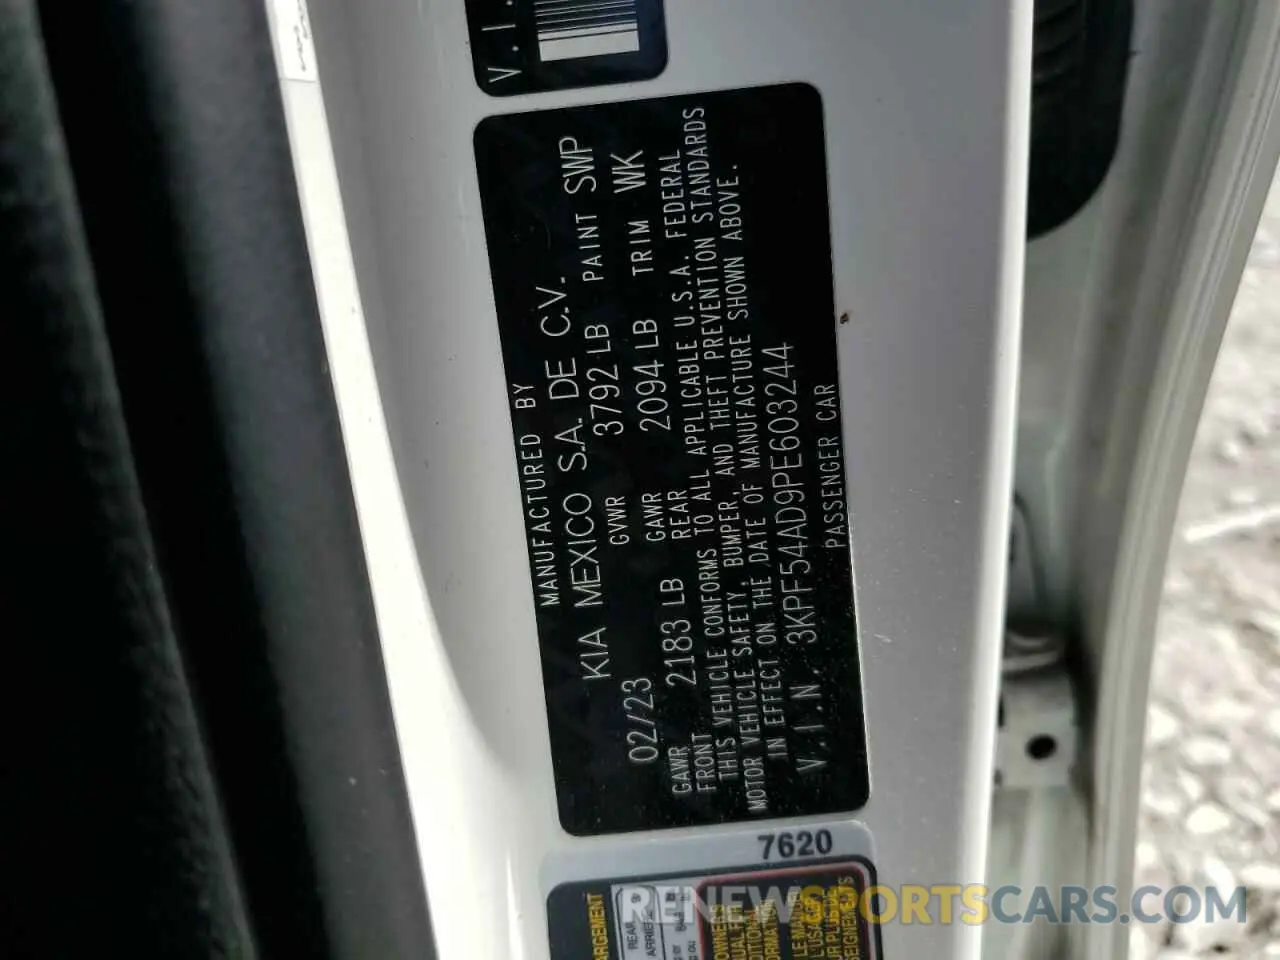 V.I.
MANUFACTURED BY
KIA MEXICO S.A. DE C.V.
02/23 GVWR 3792 LB PAINT SWP
GAWR FRONT 2183 LB GAWR REAR 2094 LB TRIM WK
THIS VEHICLE CONFORMS TO ALL APPLICABLE U.S.A. FEDERAL
MOTOR VEHICLE SAFETY, BUMPER, AND THEFT PREVENTION STANDARDS
IN EFFECT ON THE DATE OF MANUFACTURE SHOWN ABOVE.
V.I.N. 3KPF54AD9PE603244
PASSENGER CAR
7620
REAR
RENEWSPORTSCARS.COM